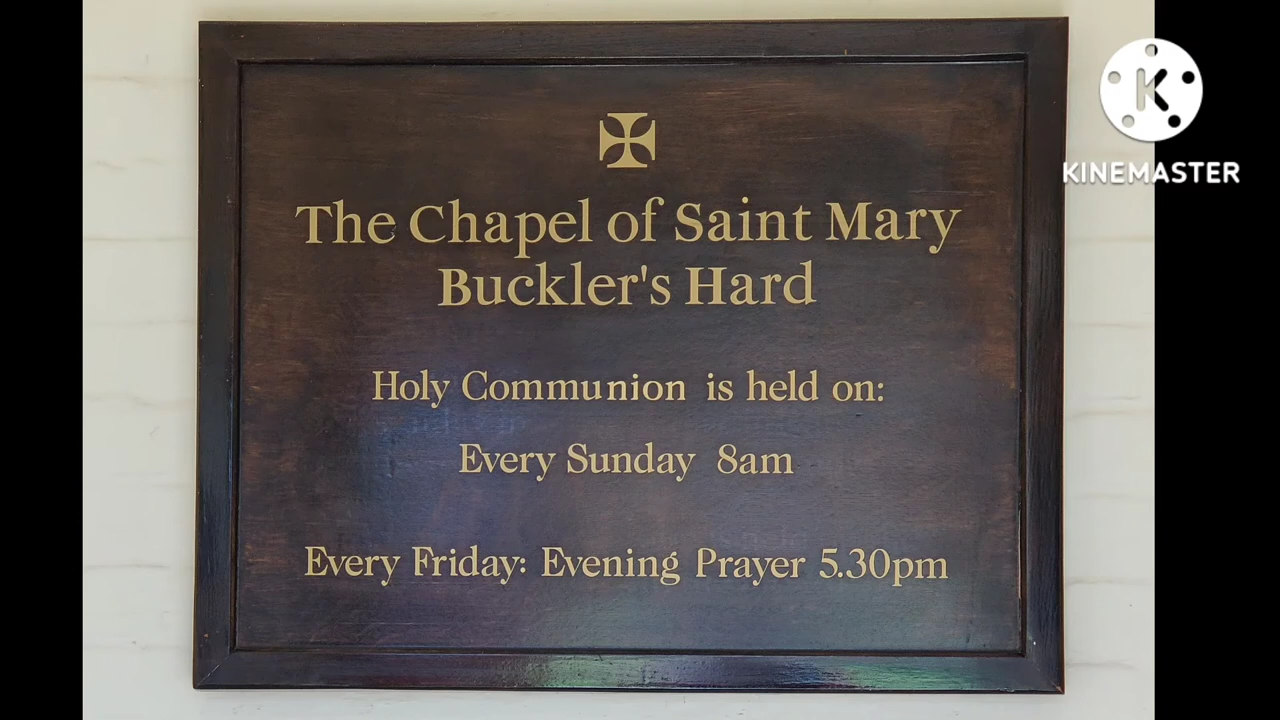 The Chapel of Saint Mary
Buckler's Hard
Holy Communion is held on:
Every Sunday 8am
Every Friday: Evening Prayer 5.30pm
K
KINEMASTER